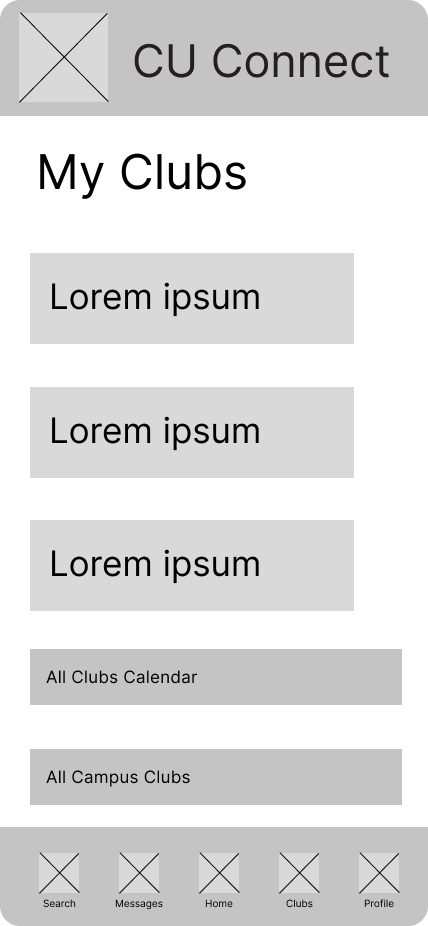 CU Connect
My Clubs
Lorem ipsum
Lorem ipsum
Lorem ipsum
All Clubs Calendar
All Campus Clubs
Search Messages Home Clubs Profile